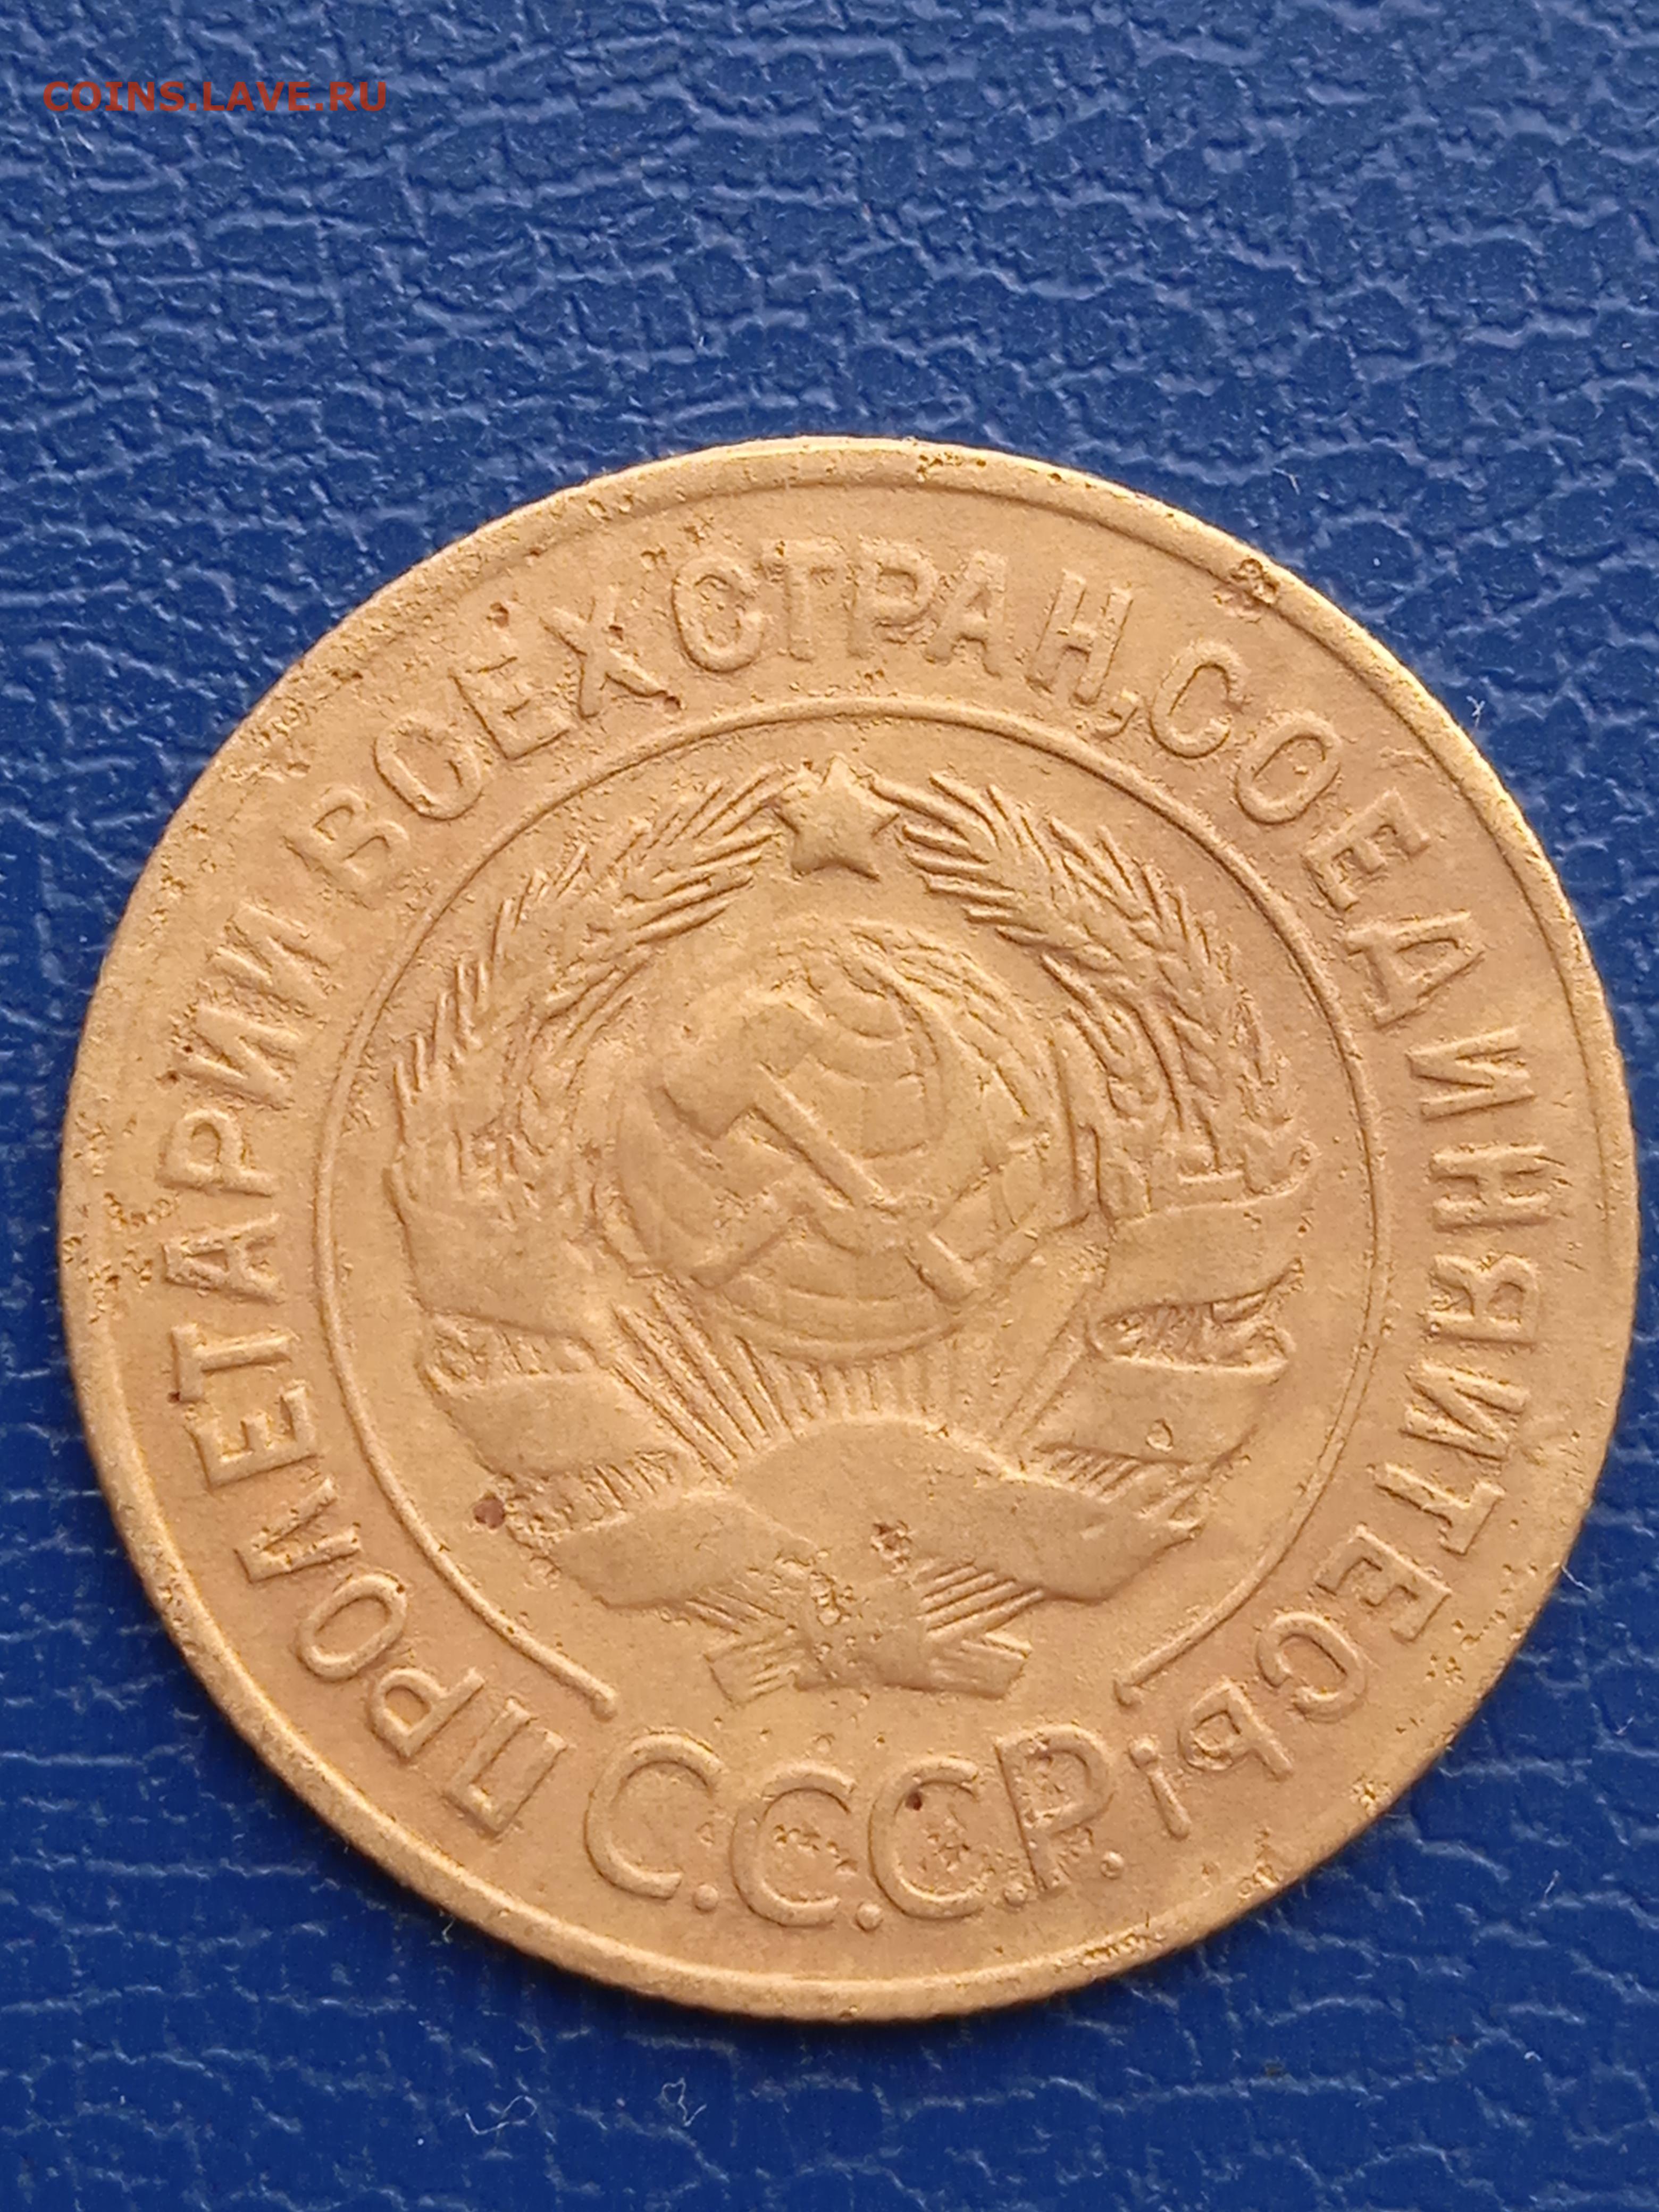 COINS.LAVE.RU
ПРОЛЕТАРИИ ВСЕХ СТРАН, СОЕДИНЯЙТЕСЬ!
С.С.С.Р.